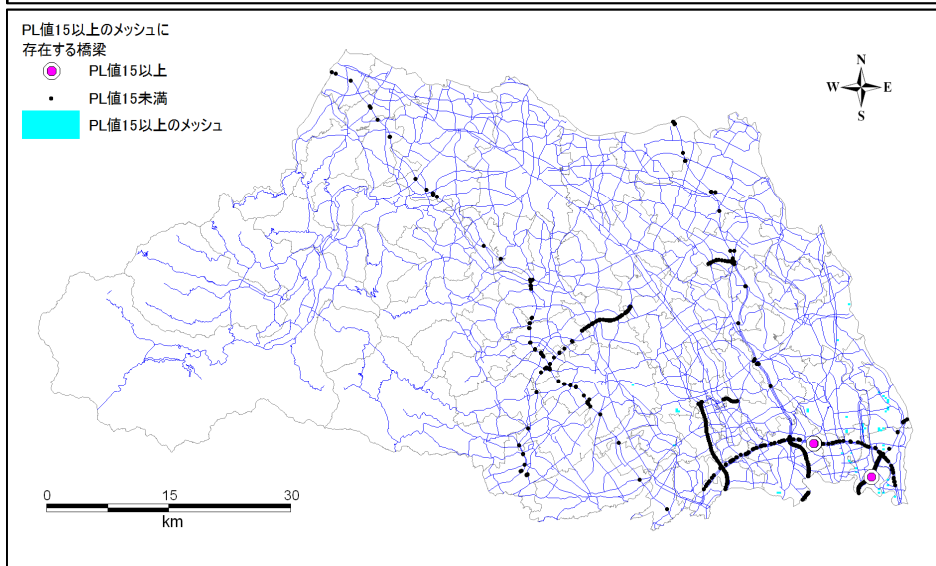 PL値15以上のメッシュに
存在する橋梁
PL値15以上
PL値15未満
PL値15以上のメッシュ
N
W E
S
0 15 30
km